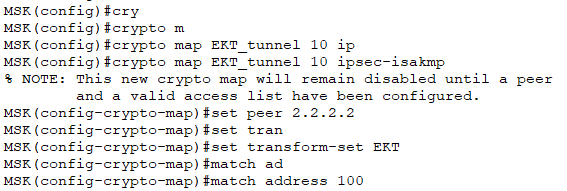 MSK(config)#cry
MSK(config)#crypto m
MSK(config)#crypto map EKT_tunnel 10 ip
MSK(config)#crypto map EKT_tunnel 10 ipsec-isakmp
% NOTE: This new crypto map will remain disabled until a peer
and a valid access list have been configured.
MSK(config-crypto-map)#set peer 2.2.2.2
MSK(config-crypto-map)#set tran
MSK(config-crypto-map)#set transform-set EKT
MSK(config-crypto-map)#match ad
MSK(config-crypto-map)#match address 100